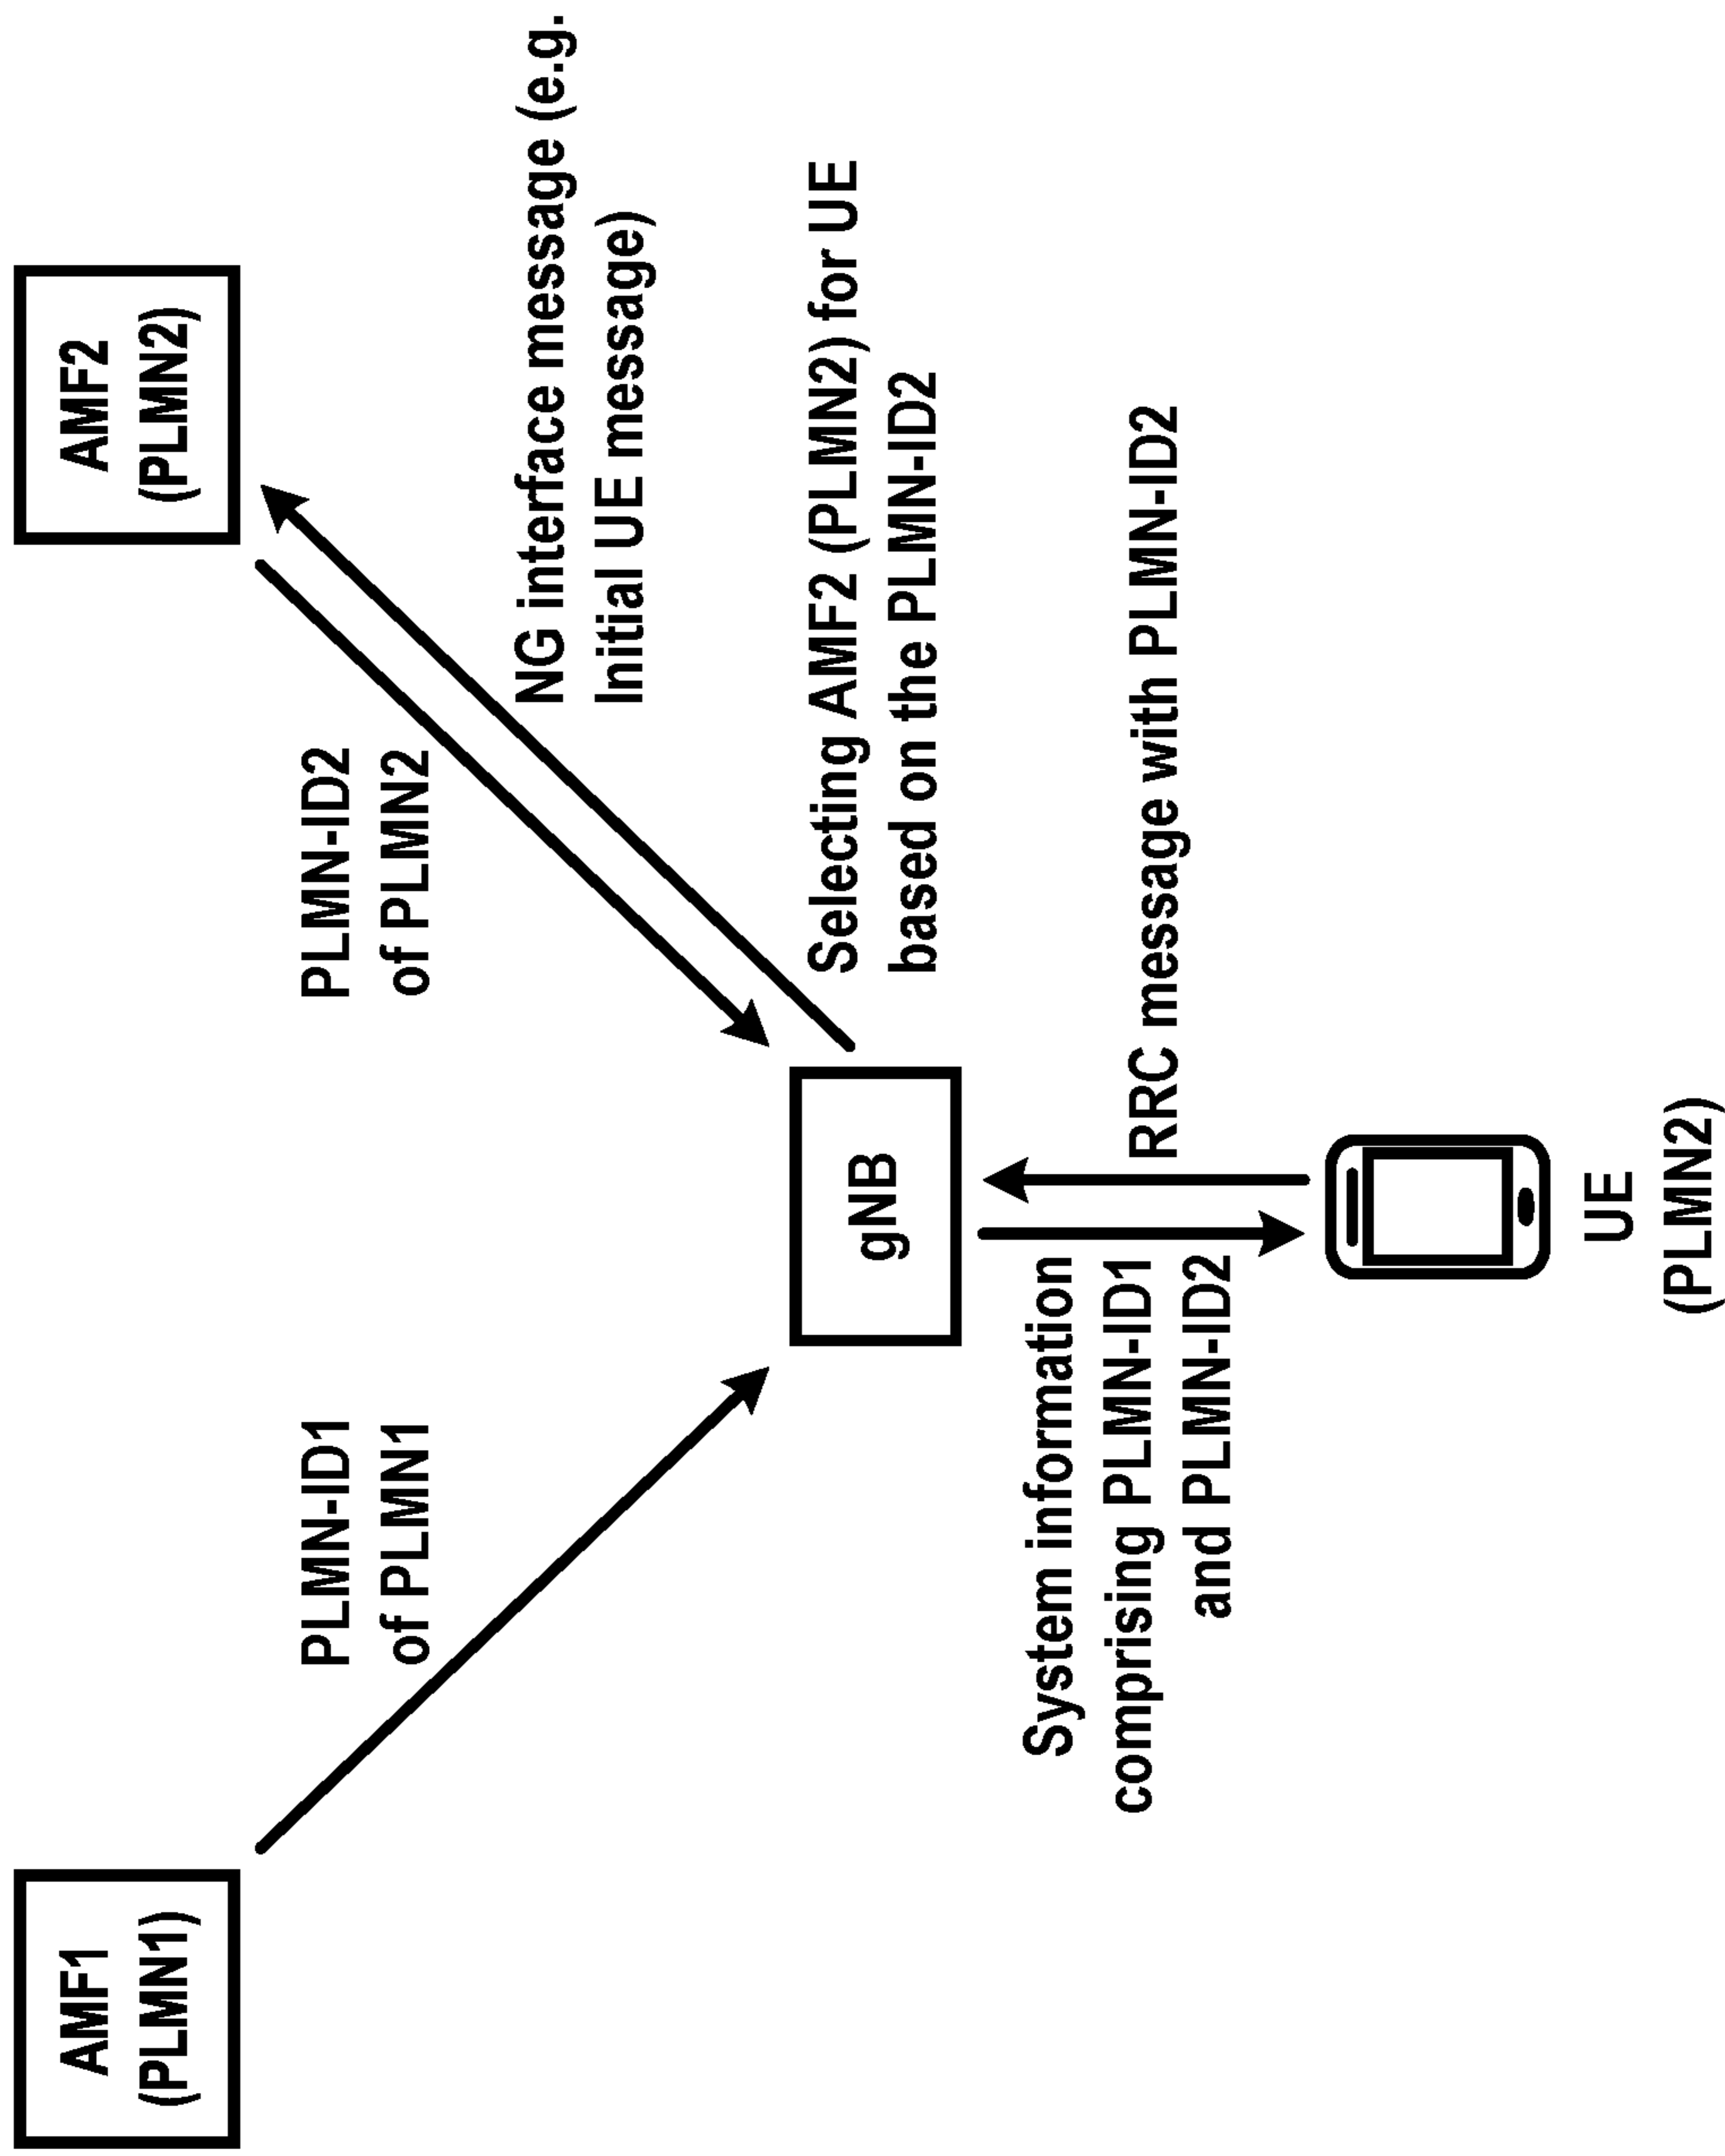 AMF1
(PLMN1)
AMF2
(PLMN2)
PLMN-ID1
of PLMN1
PLMN-ID2
of PLMN2
NG interface message (e.g.
Initial UE message)
gNB
Selecting AMF2 (PLMN2) for UE
based on the PLMN-ID2
System information
comprising PLMN-ID1
and PLMN-ID2
RRC message with PLMN-ID2
UE
(PLMN2)